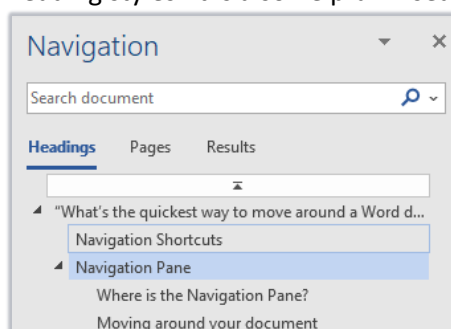 Navigation
Search document
Headings Pages Results
"What's the quickest way to move around a Word d...
Navigation Shortcuts
Navigation Pane
Where is the Navigation Pane?
Moving around your document